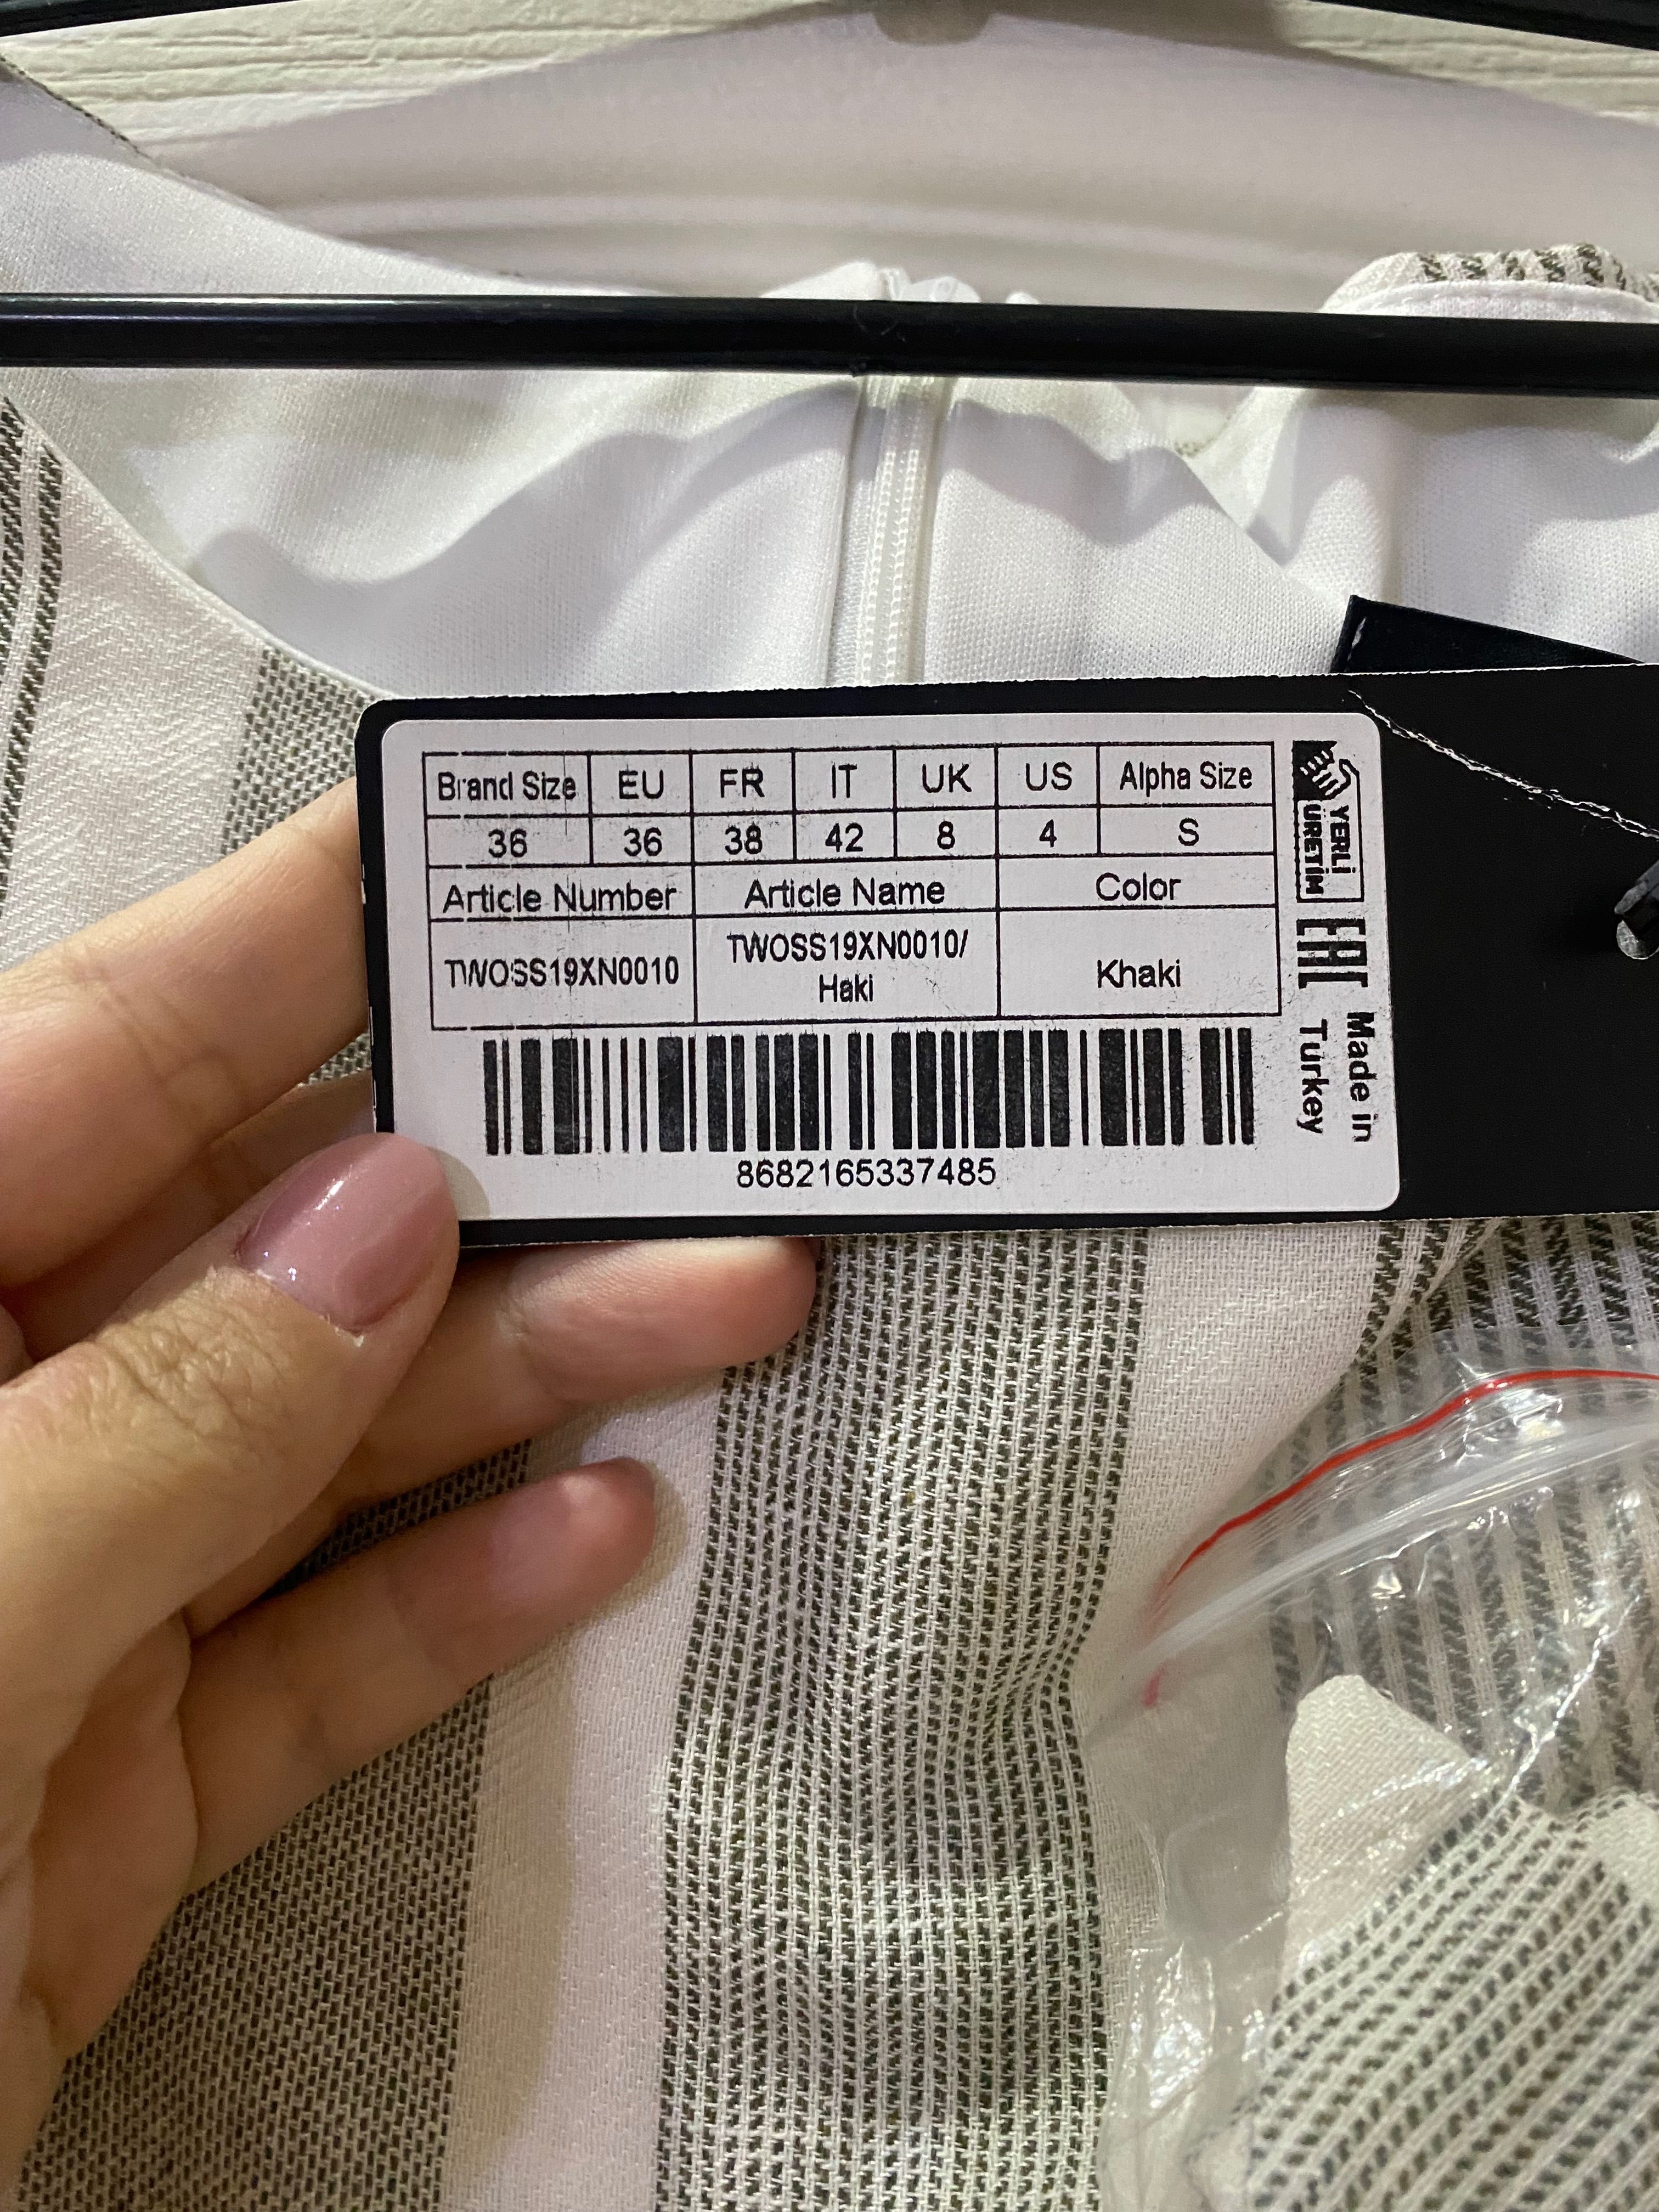 Brand Size EU FR IT UK US Alpha Size
36 36 38 42 8 4 S
Article Number Article Name Color
TWOSS19XN0010 TWOSS19XN0010/ Khaki
Haki
8682165337485
YERLİ
ÜRETİM
EAC
Made in
Turkey